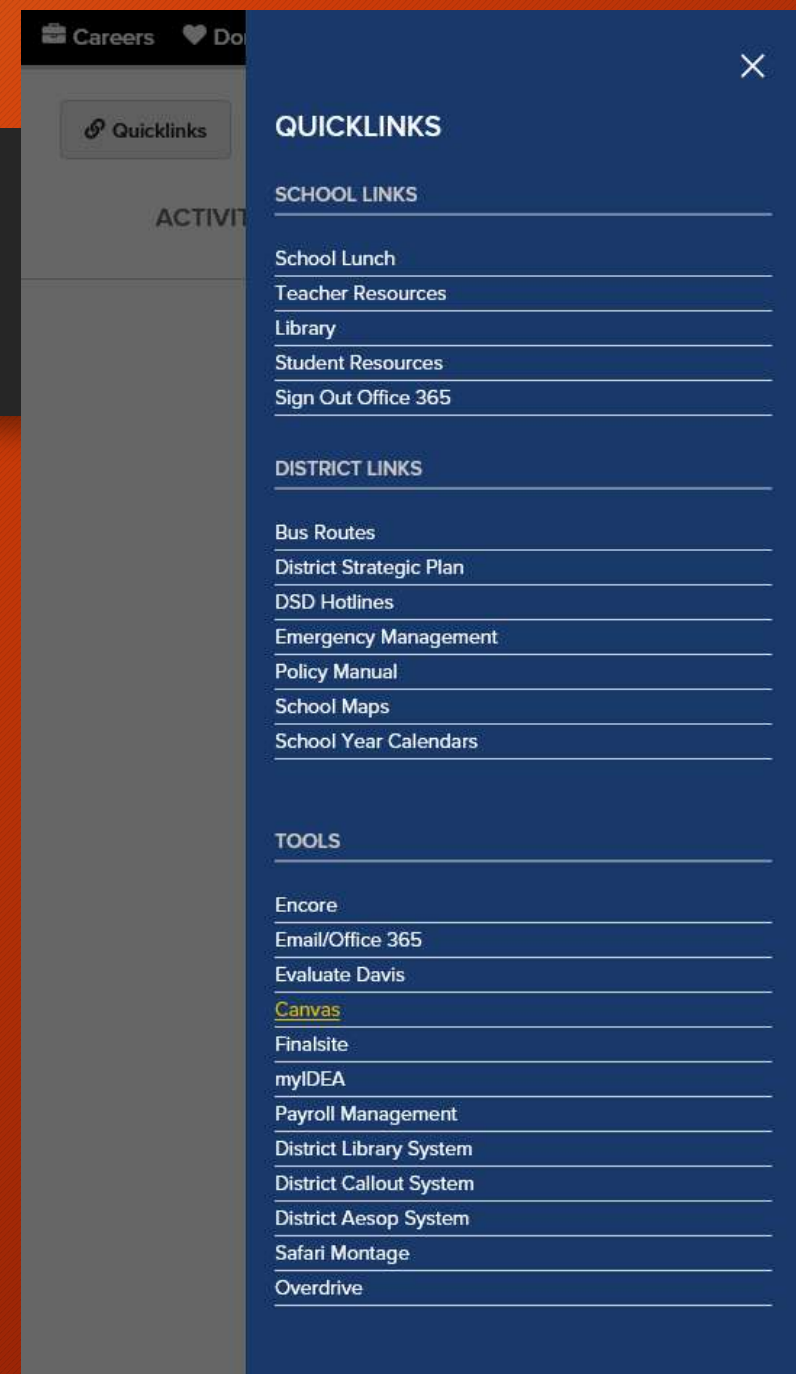 Careers
Quicklinks
QUICKLINKS
SCHOOL LINKS
School Lunch
Teacher Resources
Library
Student Resources
Sign Out Office 365
DISTRICT LINKS
Bus Routes
District Strategic Plan
DSD Hotlines
Emergency Management
Policy Manual
School Maps
School Year Calendars
TOOLS
Encore
Email/Office 365
Evaluate Davis
Canvas
Finalsite
myIDEA
Payroll Management
District Library System
District Callout System
District Aesop System
Safari Montage
Overdrive